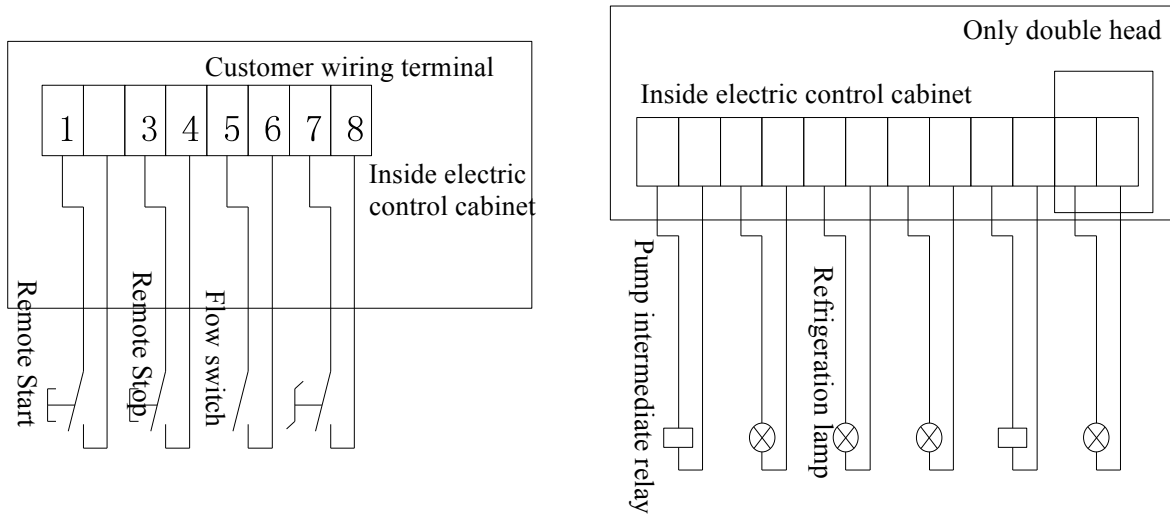 Customer wiring terminal
1 3 4 5 6 7 8
Inside electric
control cabinet
Remote Start
Remote Stop
Flow switch
Only double head
Inside electric control cabinet
Pump intermediate relay
Refrigeration lamp